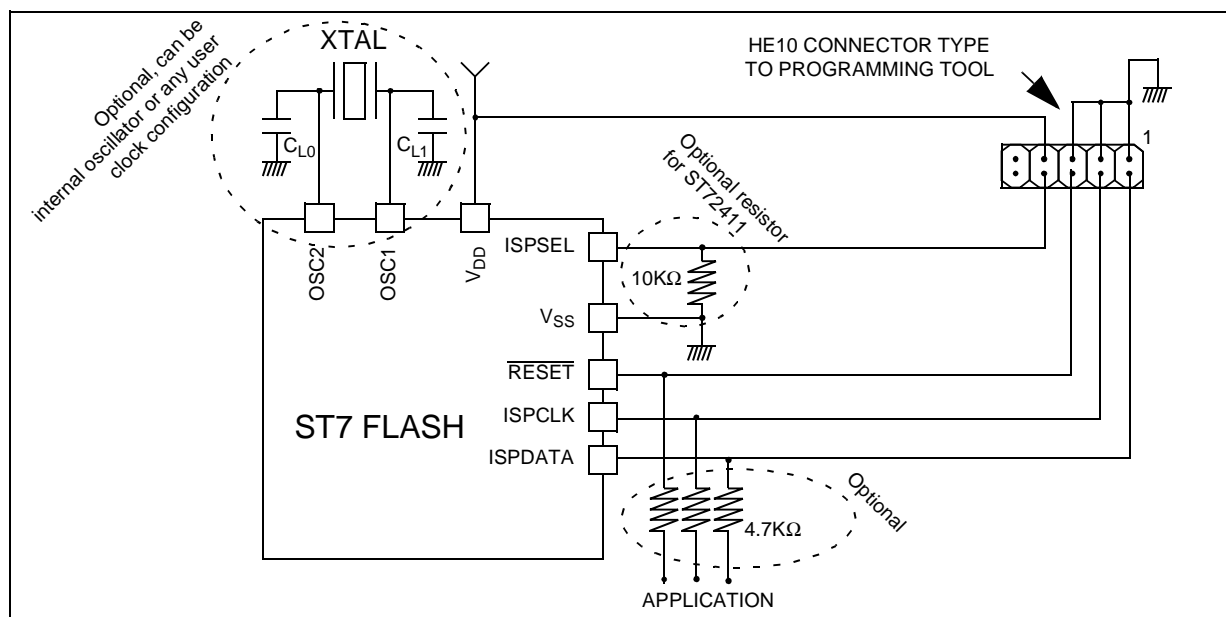 XTAL
Optional, can be
internal oscillator or any user
clock configuration
CL0
CL1
HE10 CONNECTOR TYPE
TO PROGRAMMING TOOL
1
Optional resistor
for ST72411
OSC2
OSC1
VDD
ISPSEL
10KΩ
VSS
RESET
ISPCLK
ISPDATA
ST7 FLASH
Optional
4.7KΩ
APPLICATION